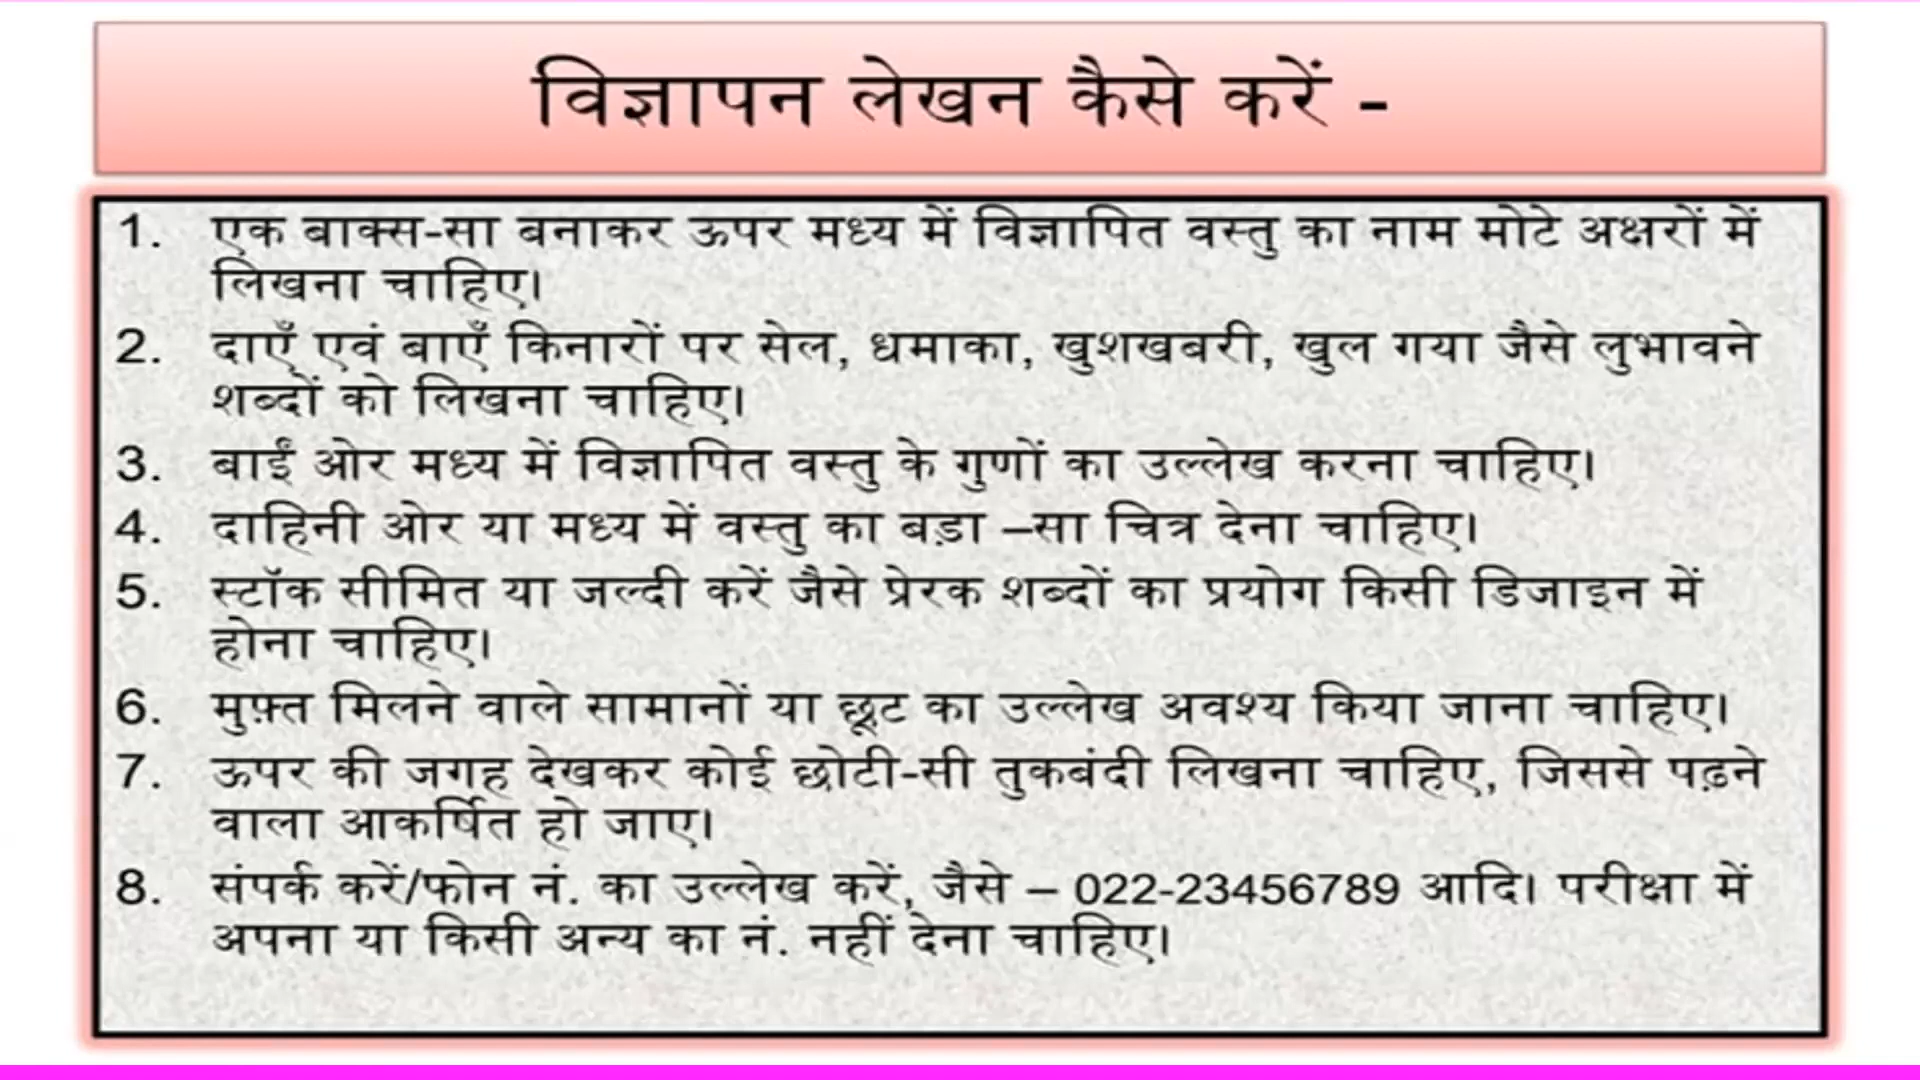 विज्ञापन लेखन कैसे करें -
1. एक बाक्स-सा बनाकर ऊपर मध्य में विज्ञापित वस्तु का नाम मोटे अक्षरों में
लिखना चाहिए।
2. दाएँ एवं बाएँ किनारों पर सेल, धमाका, खुशखबरी, खुल गया जैसे लुभावने
शब्दों को लिखना चाहिए।
3. बाईं ओर मध्य में विज्ञापित वस्तु के गुणों का उल्लेख करना चाहिए।
4. दाहिनी ओर या मध्य में वस्तु का बड़ा –सा चित्र देना चाहिए।
5. स्टॉक सीमित या जल्दी करें जैसे प्रेरक शब्दों का प्रयोग किसी डिजाइन में
होना चाहिए।
6. मुफ़्त मिलने वाले सामानों या छूट का उल्लेख अवश्य किया जाना चाहिए।
7. ऊपर की जगह देखकर कोई छोटी-सी तुकबंदी लिखना चाहिए, जिससे पढ़ने
वाला आकर्षित हो जाए।
8. संपर्क करें/फोन नं. का उल्लेख करें, जैसे – 022-23456789 आदि। परीक्षा में
अपना या किसी अन्य का नं. नहीं देना चाहिए।